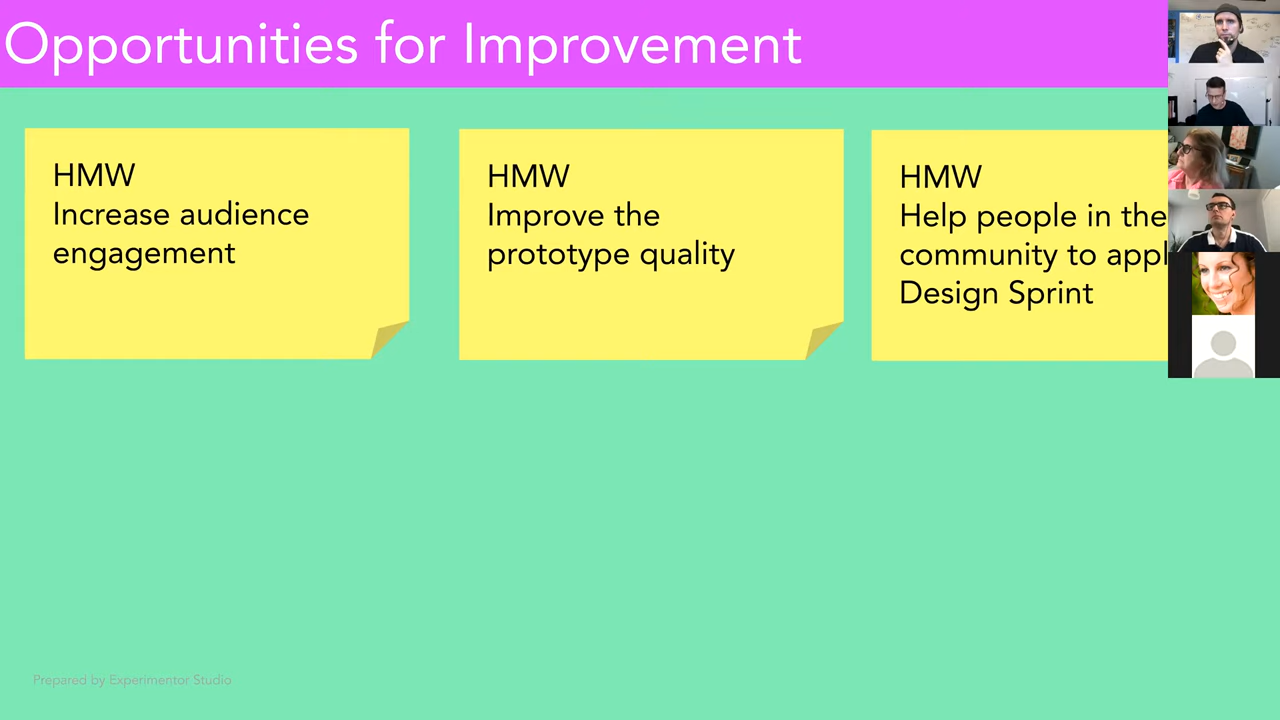 Opportunities for Improvement
HMW
Increase audience
engagement
HMW
Improve the
prototype quality
HMW
Help people in the
community to appl
Design Sprint
Prepared by Experimentor Studio